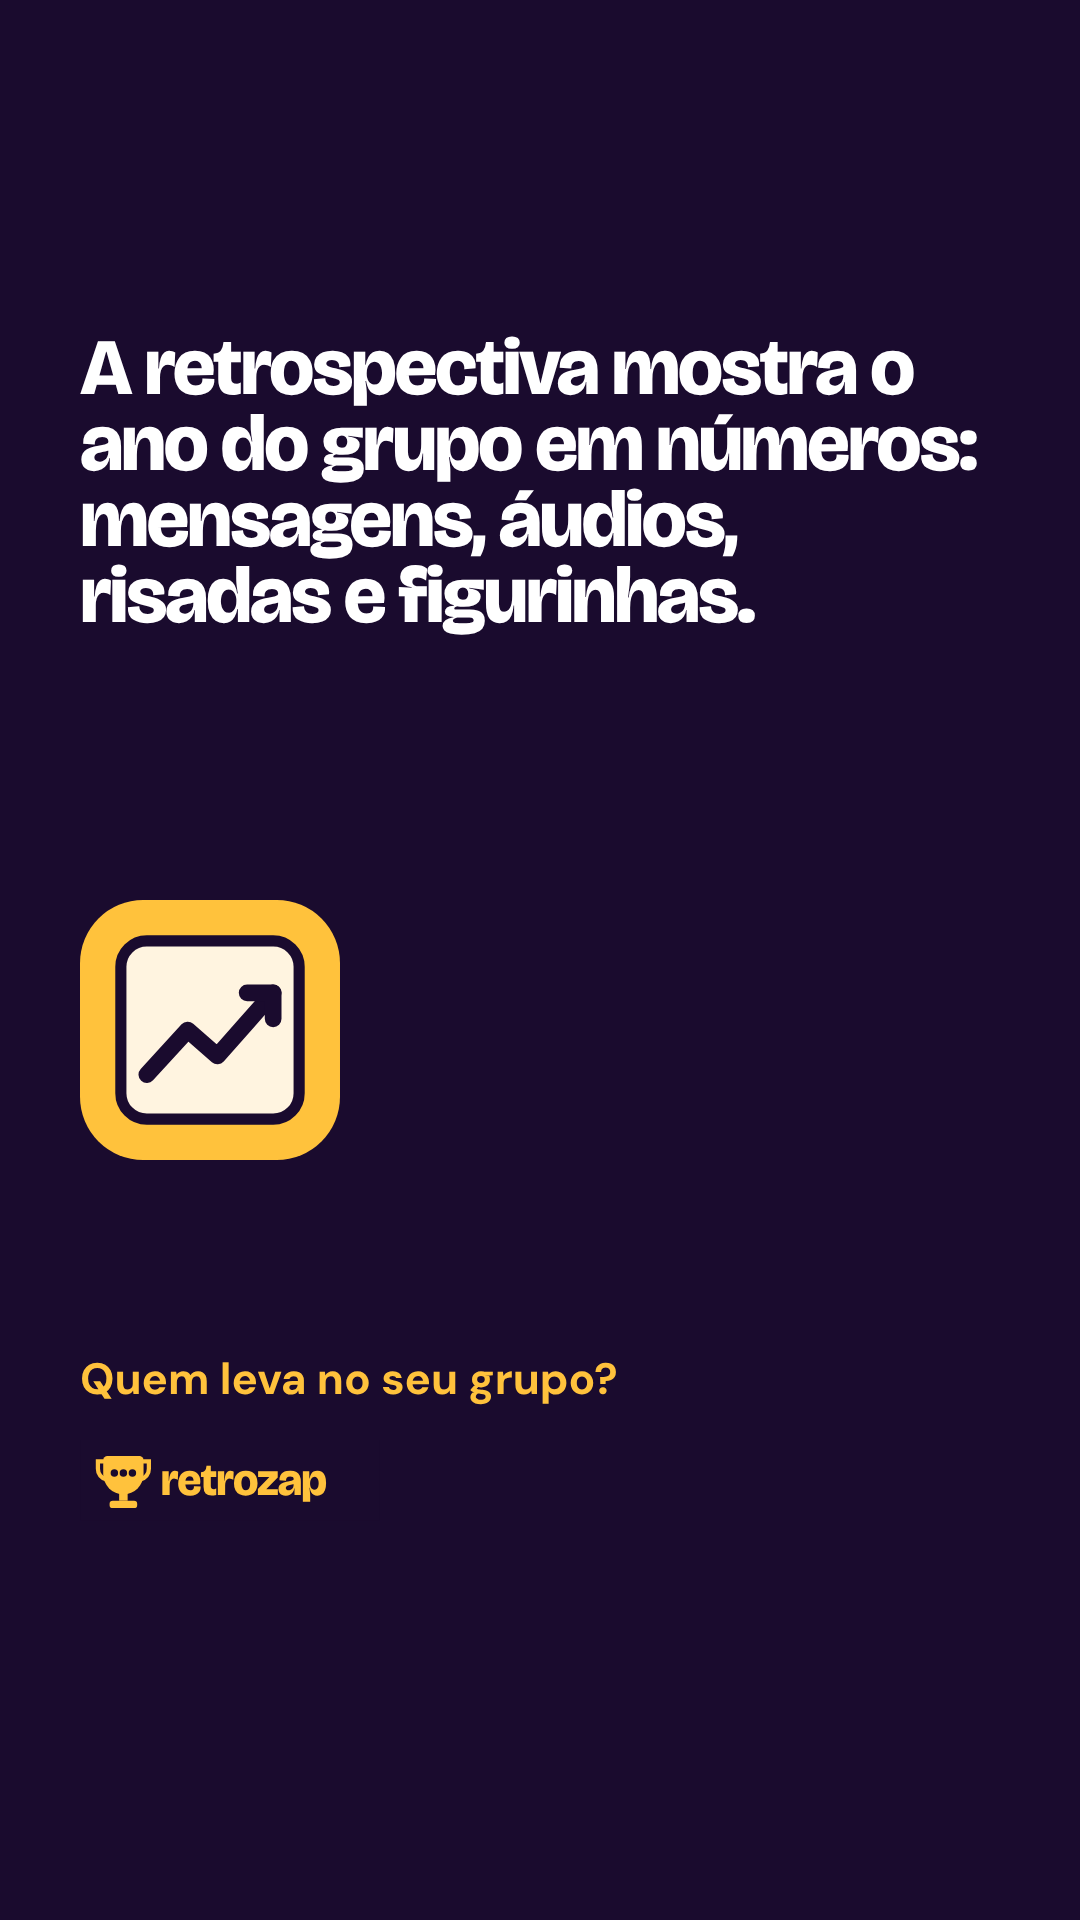 A retrospectiva mostra o
ano do grupo em números:
mensagens, áudios,
risadas e figurinhas.
Quem leva no seu grupo?
retrozap